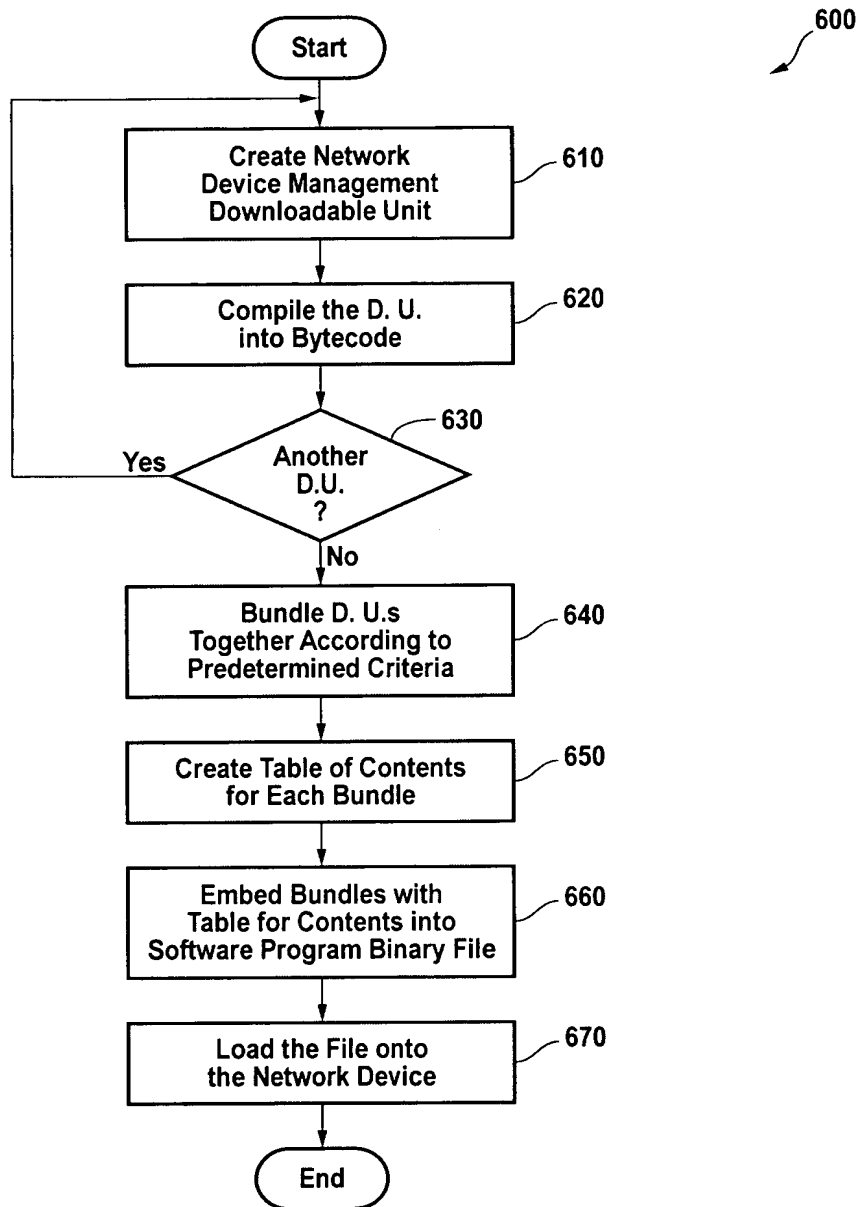 600
Start
Create Network
Device Management
Downloadable Unit
610
Compile the D. U.
into Bytecode
620
630
Another
D.U.
?
Yes
No
Bundle D. U.s
Together According to
Predetermined Criteria
640
Create Table of Contents
for Each Bundle
650
Embed Bundles with
Table for Contents into
Software Program Binary File
660
Load the File onto
the Network Device
670
End